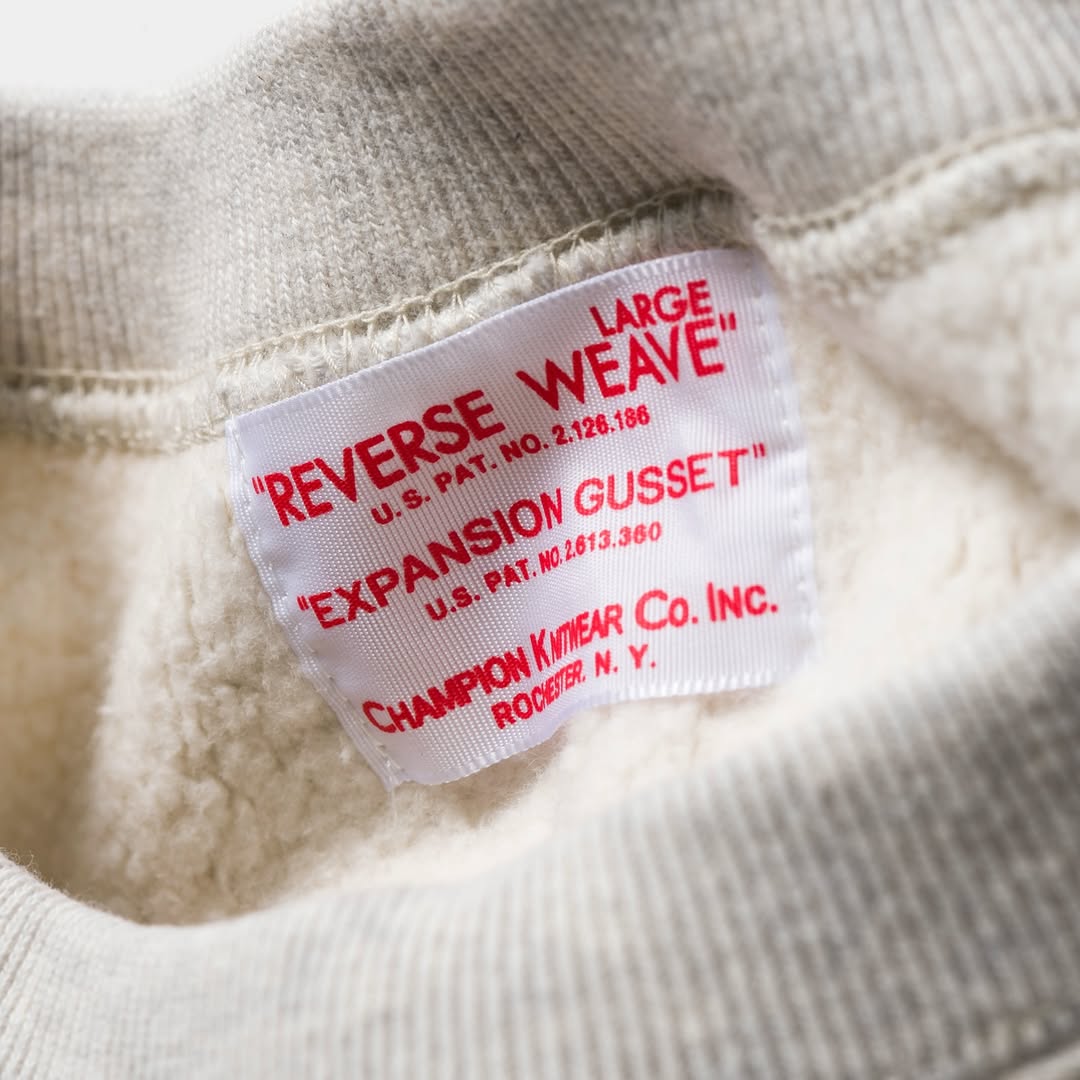 LARGE
"REVERSE WEAVE"
U.S. PAT. NO. 2.126.186
"EXPANSION GUSSET"
U.S. PAT. NO. 2.613.360
CHAMPION KNITWEAR CO. INC.
ROCHESTER. N. Y.